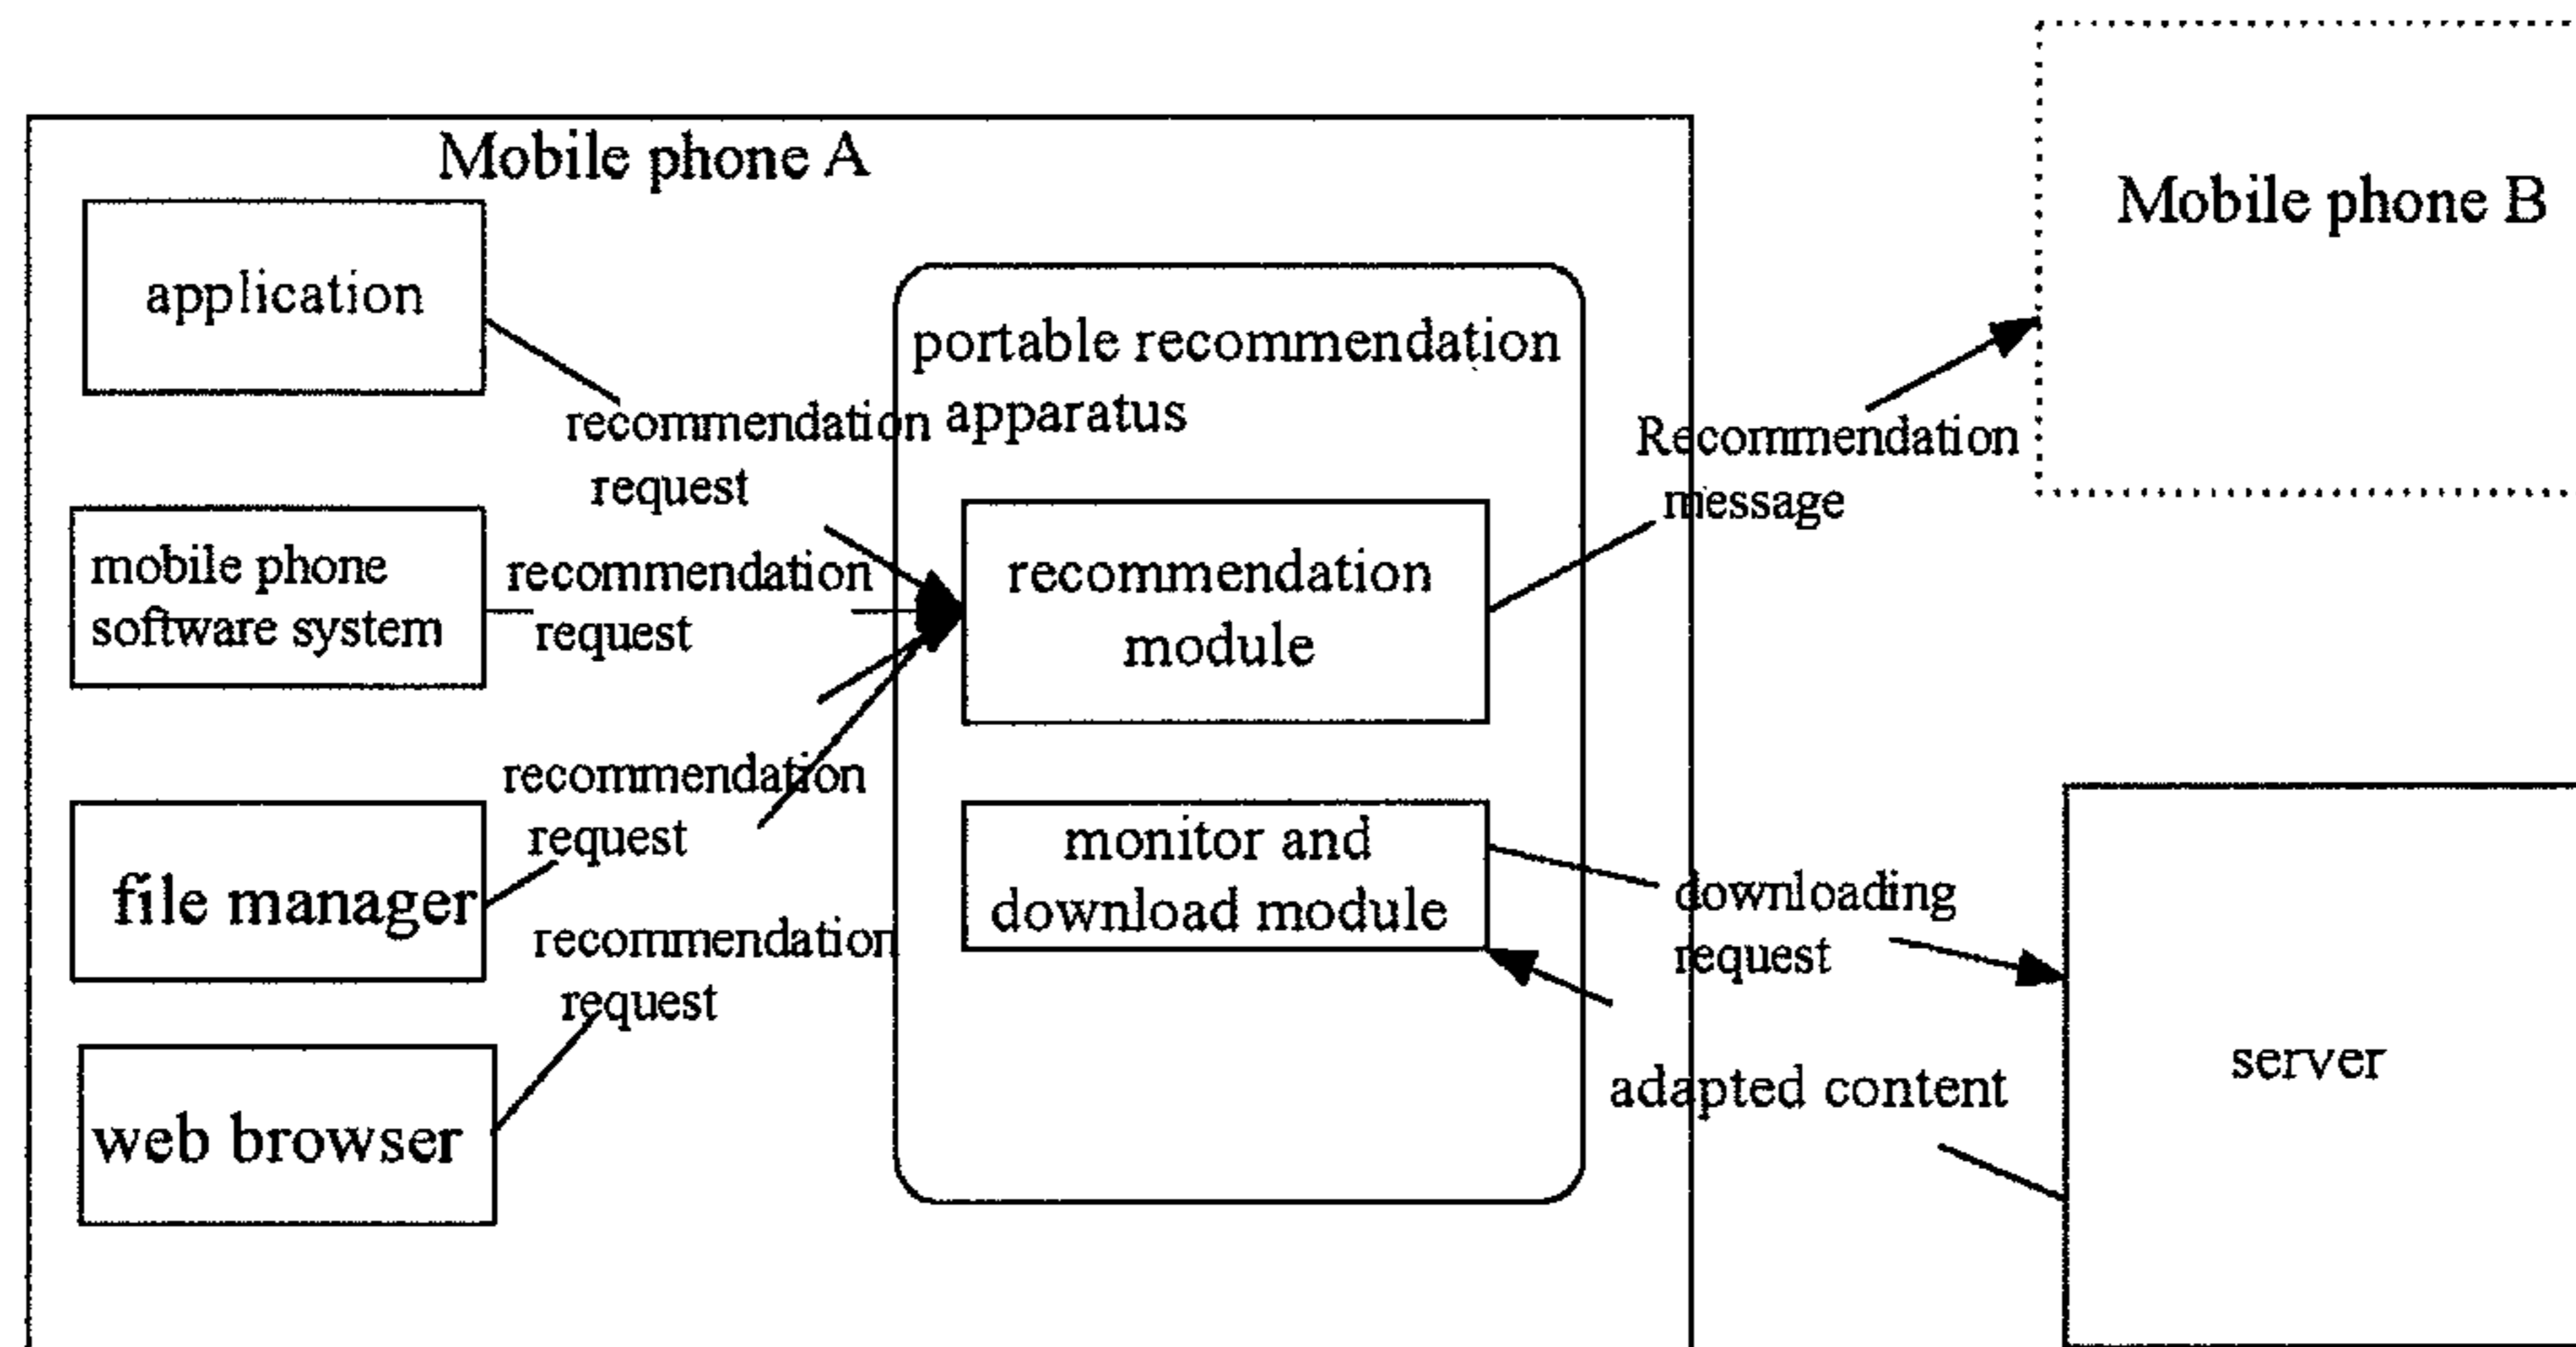 Mobile phone A
application
recommendation
request
mobile phone
software system
recommendation
request
file manager
recommendation
request
web browser
recommendation
request
portable recommendation
apparatus
recommendation
module
monitor and
download module
Recommendation
message
Mobile phone B
downloading
request
adapted content
server